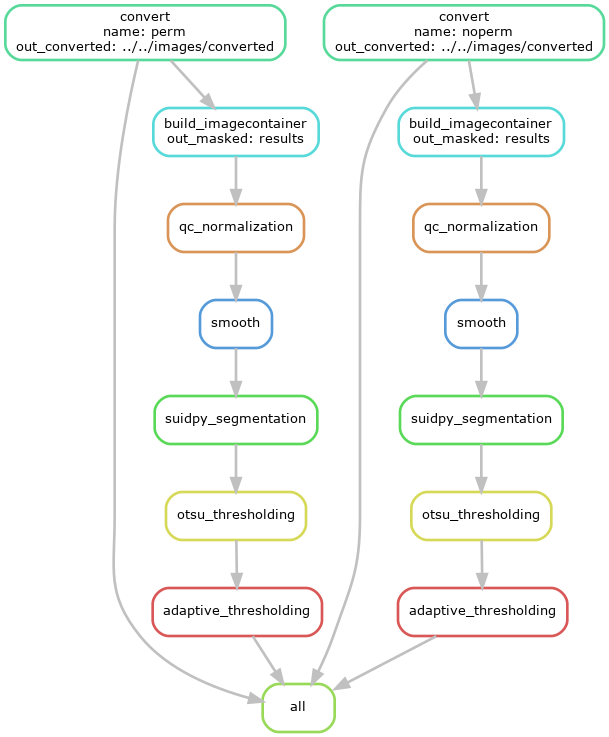 convert
name: perm
out_converted: ../../images/converted
convert
name: noperm
out_converted: ../../images/converted
build_imagecontainer
out_masked: results
build_imagecontainer
out_masked: results
qc_normalization
qc_normalization
smooth
smooth
suidpy_segmentation
suidpy_segmentation
otsu_thresholding
otsu_thresholding
adaptive_thresholding
adaptive_thresholding
all